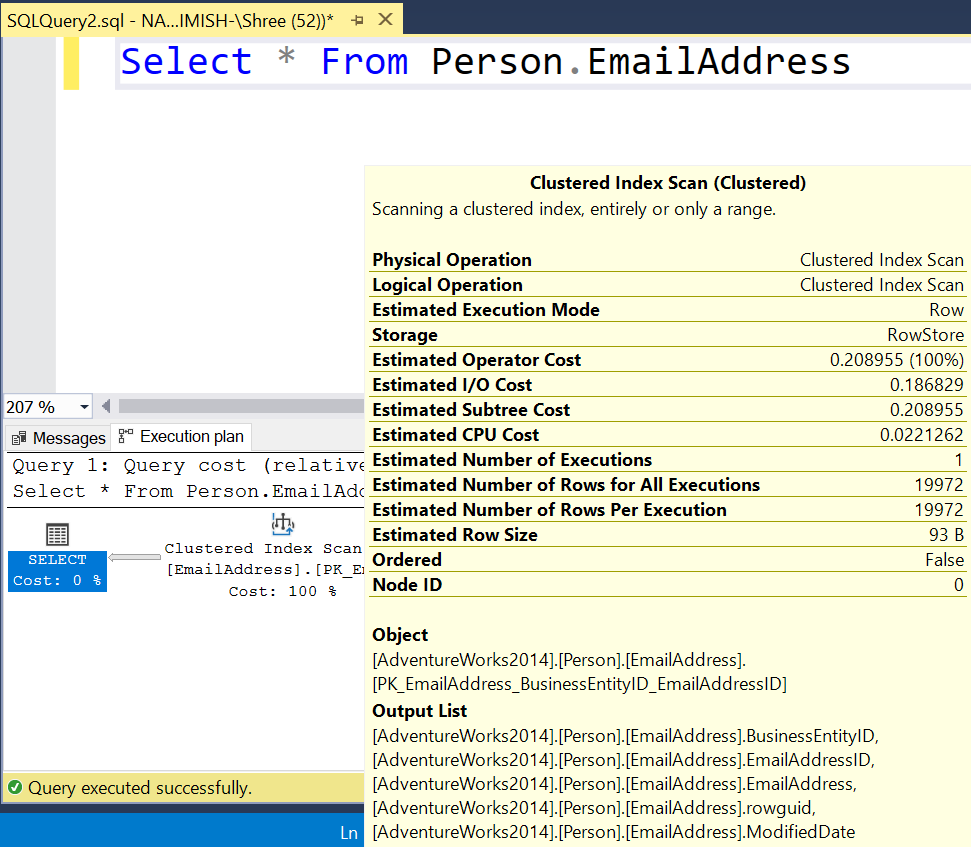 SQLQuery2.sql - NA...IMISH-\Shree (52))*
Select * From Person.EmailAddress
Clustered Index Scan (Clustered)
Scanning a clustered index, entirely or only a range.
Physical Operation Clustered Index Scan
Logical Operation Clustered Index Scan
Estimated Execution Mode Row
Storage RowStore
Estimated Operator Cost 0.208955 (100%)
Estimated I/O Cost 0.186829
Estimated Subtree Cost 0.208955
Estimated CPU Cost 0.0221262
Estimated Number of Executions 1
Estimated Number of Rows for All Executions 19972
Estimated Number of Rows Per Execution 19972
Estimated Row Size 93 B
Ordered False
Node ID 0
Object
[AdventureWorks2014].[Person].[EmailAddress].
[PK_EmailAddress_BusinessEntityID_EmailAddressID]
Output List
[AdventureWorks2014].[Person].[EmailAddress].BusinessEntityID,
[AdventureWorks2014].[Person].[EmailAddress].EmailAddressID,
[AdventureWorks2014].[Person].[EmailAddress].EmailAddress,
[AdventureWorks2014].[Person].[EmailAddress].rowguid,
[AdventureWorks2014].[Person].[EmailAddress].ModifiedDate
207 %
Messages Execution plan
Query 1: Query cost (relative
Select * From Person.EmailAdd
SELECT
Cost: 0 %
Clustered Index Scan
[EmailAddress].[PK_E
Cost: 100 %
Query executed successfully.
Ln